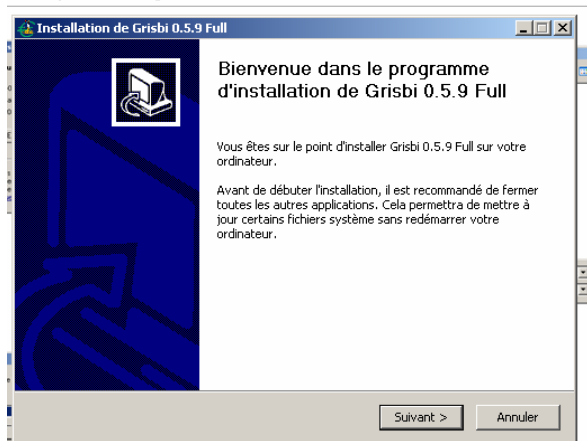 Installation de Grisbi 0.5.9 Full
Bienvenue dans le programme
d'installation de Grisbi 0.5.9 Full
Vous êtes sur le point d'installer Grisbi 0.5.9 Full sur votre
ordinateur.
Avant de débuter l'installation, il est recommandé de fermer
toutes les autres applications. Cela permettra de mettre à
jour certains fichiers système sans redémarrer votre
ordinateur.
Suivant >
Annuler